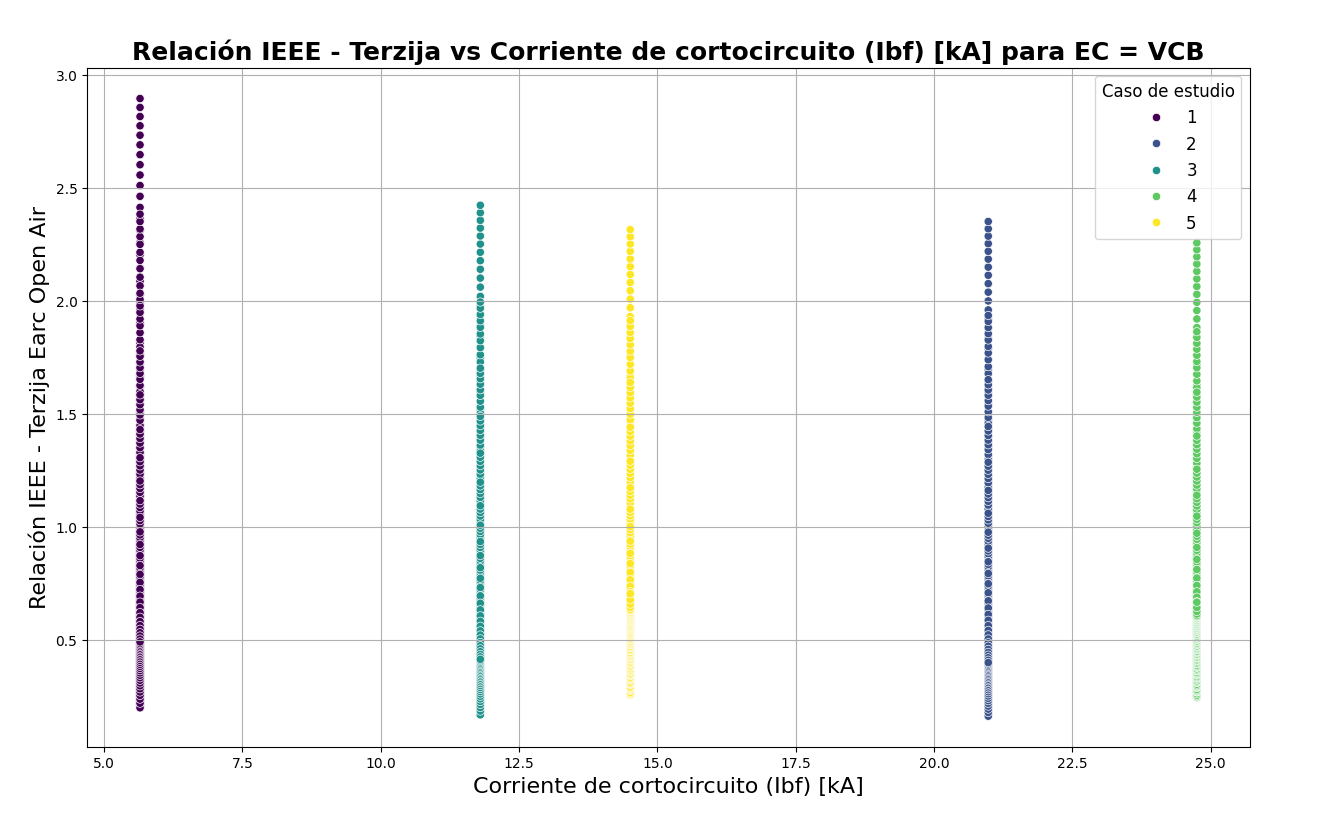 Relación IEEE - Terzija vs Corriente de cortocircuito (Ibf) [kA] para EC = VCB
Relación IEEE - Terzija Earc Open Air
3.0
2.5
2.0
1.5
1.0
0.5
Caso de estudio
1
2
3
4
5
5.0 7.5 10.0 12.5 15.0 17.5 20.0 22.5 25.0
Corriente de cortocircuito (Ibf) [kA]